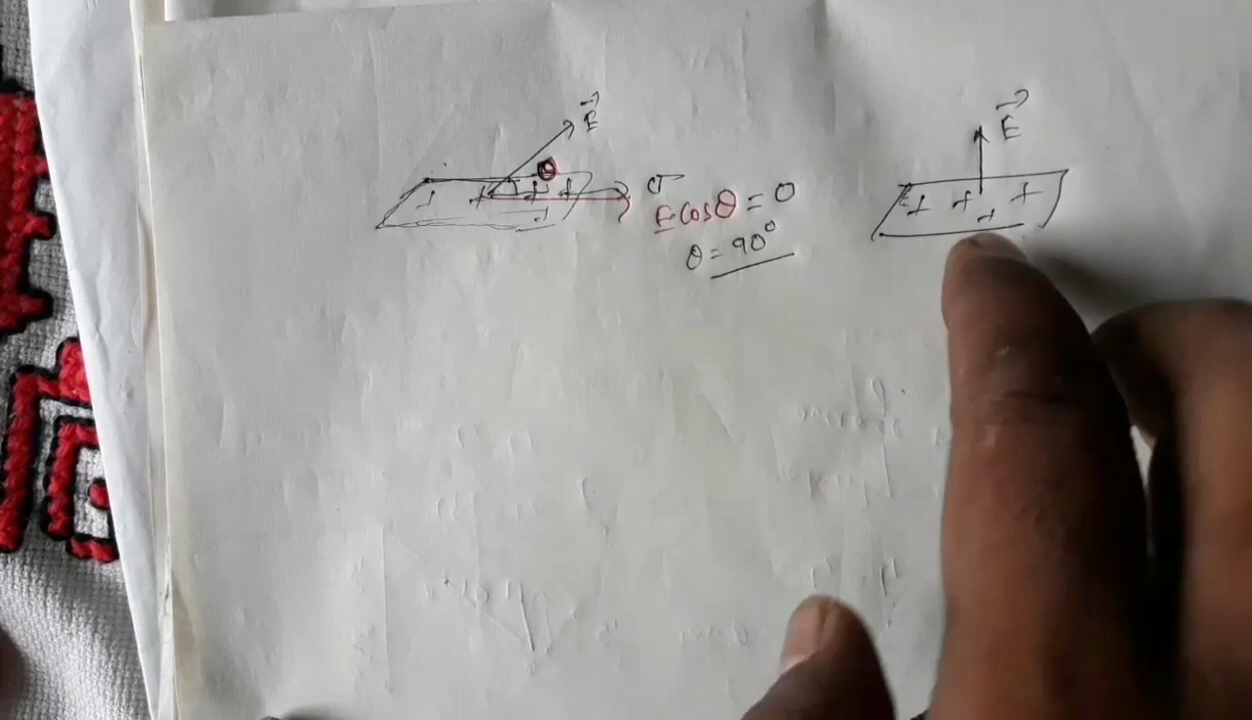 E⃗
θ
+ + + + +
σ
E cosθ = 0
θ = 90°
E⃗
+ + + +